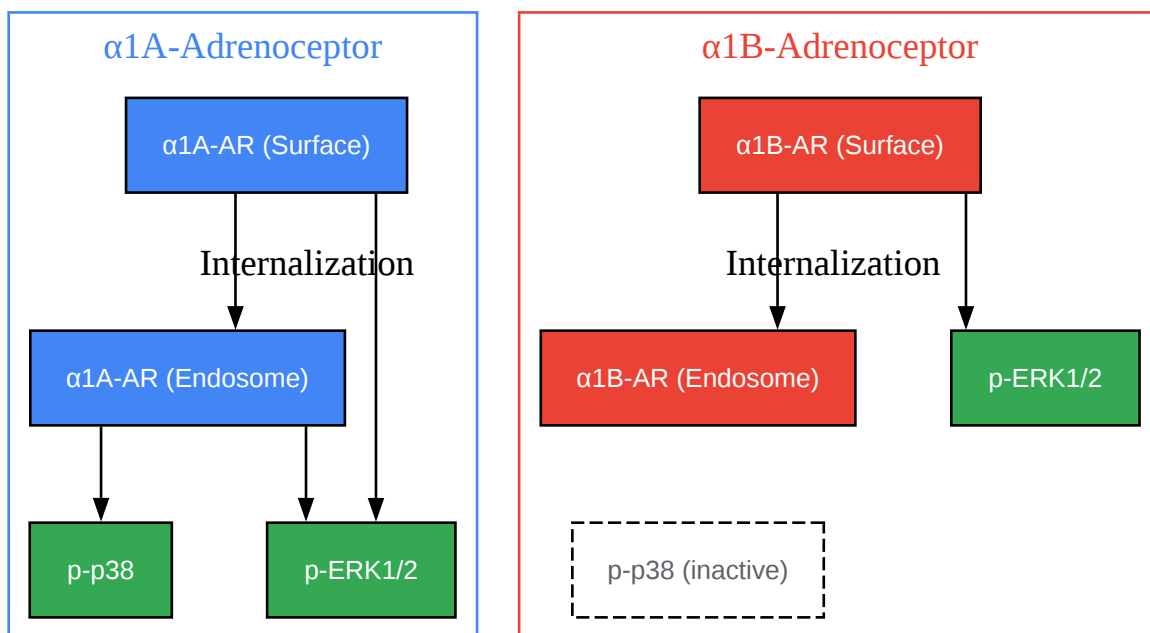 α1A-Adrenoceptor
α1A-AR (Surface)
Internalization
α1A-AR (Endosome)
p-p38
p-ERK1/2
α1B-Adrenoceptor
α1B-AR (Surface)
Internalization
α1B-AR (Endosome)
p-ERK1/2
p-p38 (inactive)